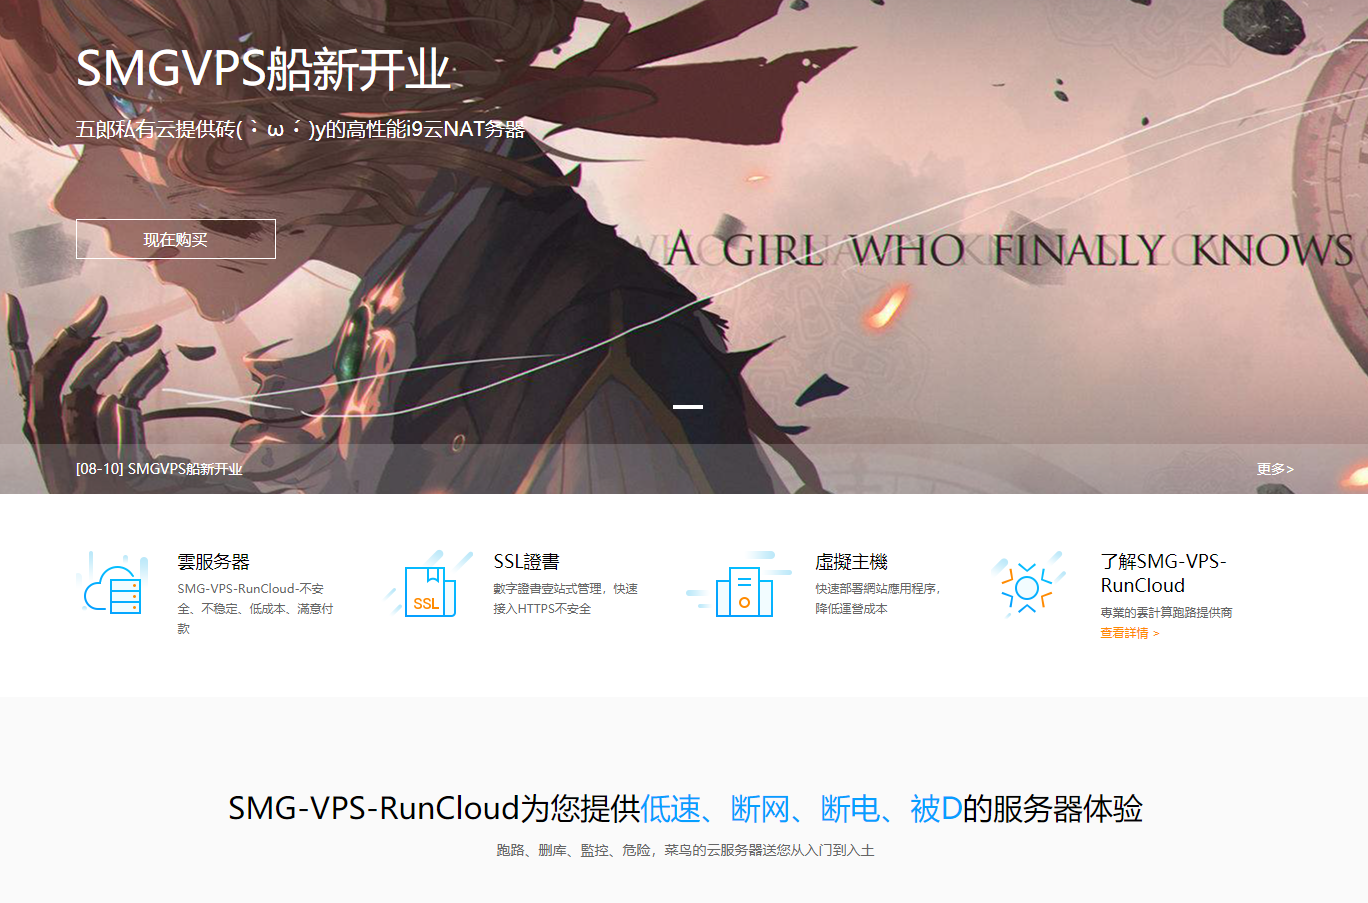 SMGVPS船新开业
五郎私有云提供砖(｀ω´)y的高性能i9云NAT务器
现在购买
A GIRL WHO FINALLY KNOWS
[08-10] SMGVPS船新开业
更多>
雲服务器
SMG-VPS-RunCloud-不安
全、不稳定、低成本、滿意付
款
SSL
SSL證書
數字證書壹站式管理，快速
接入HTTPS不安全
虛擬主機
快速部署網站應用程序，
降低運營成本
了解SMG-VPS-
RunCloud
專業的雲計算跑路提供商
查看詳情 >
SMG-VPS-RunCloud为您提供低速、断网、断电、被D的服务器体验
跑路、删库、監控、危险，菜鸟的云服务器送您从入门到入土